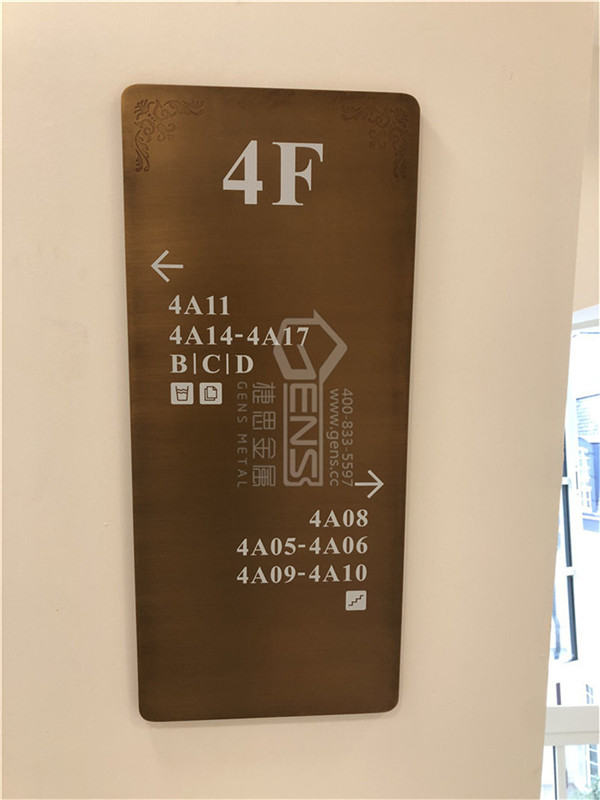 4F
←
4A11
4A14-4A17
B|C|D
→
4A08
4A05-4A06
4A09-4A10
GENS
捷思金属
GENS METAL
400-833-5597
www.gens.cc